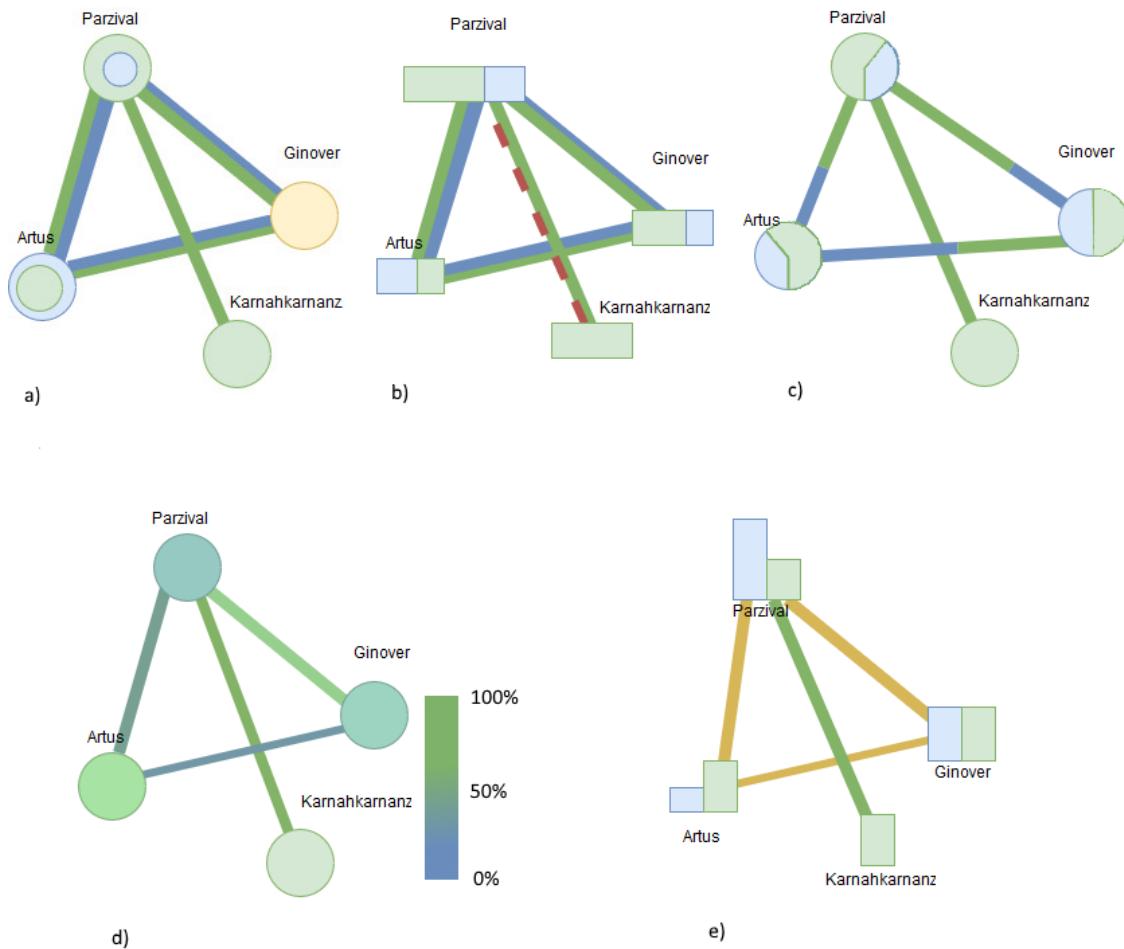 Parzival
Ginover
Artus
Karnahkarnanz
a)
Parzival
Ginover
Artus
Karnahkarnanz
b)
Parzival
Ginover
Artus
Karnahkarnanz
c)
Parzival
Ginover
Artus
Karnahkarnanz
100%
50%
0%
d)
Parzival
Ginover
Artus
Karnahkarnanz
e)